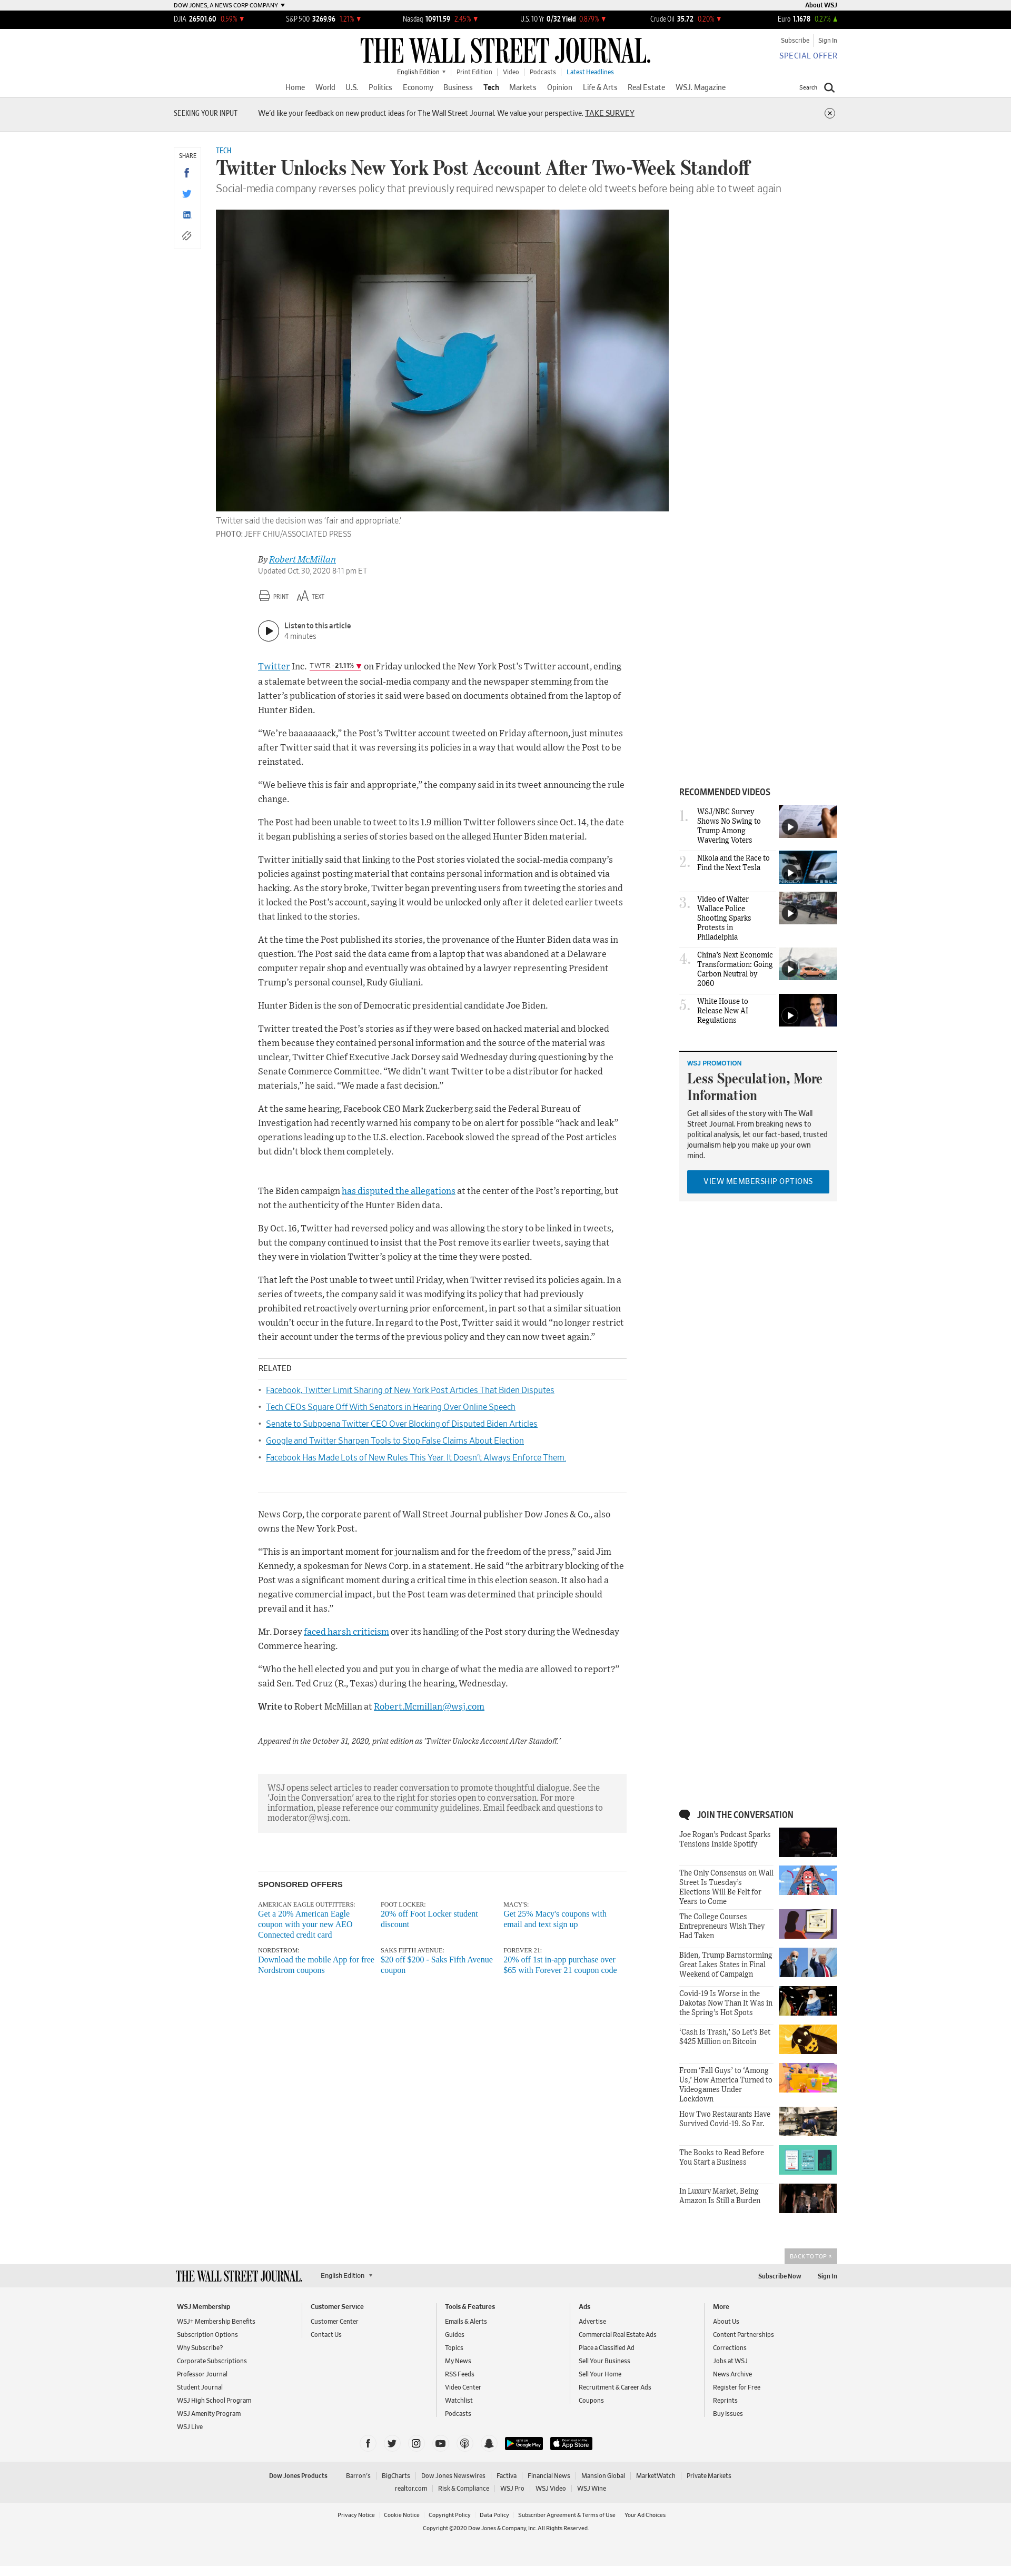 DOW JONES, A NEWS CORP COMPANY
About WSJ
DJIA 26501.60 0.59%
S&P 500 3269.96 1.21%
Nasdaq 10911.59 2.45%
U.S. 10 Yr 0/32 Yield 0.879%
Crude Oil 35.72 0.20%
Euro 1.1678 0.27%
THE WALL STREET JOURNAL.
Subscribe
Sign In
SPECIAL OFFER
English Edition
Print Edition
Video
Podcasts
Latest Headlines
Home
World
U.S.
Politics
Economy
Business
Tech
Markets
Opinion
Life & Arts
Real Estate
WSJ. Magazine
Search
SEEKING YOUR INPUT
We'd like your feedback on new product ideas for The Wall Street Journal. We value your perspective. TAKE SURVEY
SHARE
TECH
Twitter Unlocks New York Post Account After Two-Week Standoff
Social-media company reverses policy that previously required newspaper to delete old tweets before being able to tweet again
Twitter said the decision was 'fair and appropriate.'
PHOTO: JEFF CHIU/ASSOCIATED PRESS
By Robert McMillan
Updated Oct. 30, 2020 8:11 pm ET
PRINT
TEXT
Listen to this article
4 minutes
Twitter Inc. TWTR -21.11% on Friday unlocked the New York Post's Twitter account, ending
a stalemate between the social-media company and the newspaper stemming from the
latter's publication of stories it said were based on documents obtained from the laptop of
Hunter Biden.
“We're baaaaaaack,” the Post's Twitter account tweeted on Friday afternoon, just minutes
after Twitter said that it was reversing its policies in a way that would allow the Post to be
reinstated.
“We believe this is fair and appropriate,” the company said in its tweet announcing the rule
change.
The Post had been unable to tweet to its 1.9 million Twitter followers since Oct. 14, the date
it began publishing a series of stories based on the alleged Hunter Biden material.
Twitter initially said that linking to the Post stories violated the social-media company's
policies against posting material that contains personal information and is obtained via
hacking. As the story broke, Twitter began preventing users from tweeting the stories and
it locked the Post's account, saying it would be unlocked only after it deleted earlier tweets
that linked to the stories.
At the time the Post published its stories, the provenance of the Hunter Biden data was in
question. The Post said the data came from a laptop that was abandoned at a Delaware
computer repair shop and eventually was obtained by a lawyer representing President
Trump's personal counsel, Rudy Giuliani.
Hunter Biden is the son of Democratic presidential candidate Joe Biden.
Twitter treated the Post's stories as if they were based on hacked material and blocked
them because they contained personal information and the source of the material was
unclear, Twitter Chief Executive Jack Dorsey said Wednesday during questioning by the
Senate Commerce Committee. “We didn't want Twitter to be a distributor for hacked
materials,” he said. “We made a fast decision.”
At the same hearing, Facebook CEO Mark Zuckerberg said the Federal Bureau of
Investigation had recently warned his company to be on alert for possible “hack and leak”
operations leading up to the U.S. election. Facebook slowed the spread of the Post articles
but didn't block them completely.
The Biden campaign has disputed the allegations at the center of the Post's reporting, but
not the authenticity of the Hunter Biden data.
By Oct. 16, Twitter had reversed policy and was allowing the story to be linked in tweets,
but the company continued to insist that the Post remove its earlier tweets, saying that
they were in violation Twitter's policy at the time they were posted.
That left the Post unable to tweet until Friday, when Twitter revised its policies again. In a
series of tweets, the company said it was modifying its policy that had previously
prohibited retroactively overturning prior enforcement, in part so that a similar situation
wouldn't occur in the future. In regard to the Post, Twitter said it would “no longer restrict
their account under the terms of the previous policy and they can now tweet again.”
RELATED
• Facebook, Twitter Limit Sharing of New York Post Articles That Biden Disputes
• Tech CEOs Square Off With Senators in Hearing Over Online Speech
• Senate to Subpoena Twitter CEO Over Blocking of Disputed Biden Articles
• Google and Twitter Sharpen Tools to Stop False Claims About Election
• Facebook Has Made Lots of New Rules This Year. It Doesn't Always Enforce Them.
News Corp, the corporate parent of Wall Street Journal publisher Dow Jones & Co., also
owns the New York Post.
“This is an important moment for journalism and for the freedom of the press,” said Jim
Kennedy, a spokesman for News Corp. in a statement. He said “the arbitrary blocking of the
Post was a significant moment during a critical time in this election season. It also had a
negative commercial impact, but the Post team was determined that principle should
prevail and it has.”
Mr. Dorsey faced harsh criticism over its handling of the Post story during the Wednesday
Commerce hearing.
“Who the hell elected you and put you in charge of what the media are allowed to report?”
said Sen. Ted Cruz (R., Texas) during the hearing, Wednesday.
Write to Robert McMillan at Robert.Mcmillan@wsj.com
Appeared in the October 31, 2020, print edition as 'Twitter Unlocks Account After Standoff.'
WSJ opens select articles to reader conversation to promote thoughtful dialogue. See the
'Join the Conversation' area to the right for stories open to conversation. For more
information, please reference our community guidelines. Email feedback and questions to
moderator@wsj.com.
SPONSORED OFFERS
AMERICAN EAGLE OUTFITTERS:
Get a 20% American Eagle
coupon with your new AEO
Connected credit card
FOOT LOCKER:
20% off Foot Locker student
discount
MACY'S:
Get 25% Macy's coupons with
email and text sign up
NORDSTROM:
Download the mobile App for free
Nordstrom coupons
SAKS FIFTH AVENUE:
$20 off $200 - Saks Fifth Avenue
coupon
FOREVER 21:
20% off 1st in-app purchase over
$65 with Forever 21 coupon code
RECOMMENDED VIDEOS
1. WSJ/NBC Survey
Shows No Swing to
Trump Among
Wavering Voters
2. Nikola and the Race to
Find the Next Tesla
3. Video of Walter
Wallace Police
Shooting Sparks
Protests in
Philadelphia
4. China's Next Economic
Transformation: Going
Carbon Neutral by
2060
5. White House to
Release New AI
Regulations
WSJ PROMOTION
Less Speculation, More
Information
Get all sides of the story with The Wall
Street Journal. From breaking news to
political analysis, let our fact-based, trusted
journalism help you make up your own
mind.
VIEW MEMBERSHIP OPTIONS
JOIN THE CONVERSATION
Joe Rogan's Podcast Sparks
Tensions Inside Spotify
The Only Consensus on Wall
Street Is Tuesday's
Elections Will Be Felt for
Years to Come
The College Courses
Entrepreneurs Wish They
Had Taken
Biden, Trump Barnstorming
Great Lakes States in Final
Weekend of Campaign
Covid-19 Is Worse in the
Dakotas Now Than It Was in
the Spring's Hot Spots
'Cash Is Trash,' So Let's Bet
$425 Million on Bitcoin
From 'Fall Guys' to 'Among
Us,' How America Turned to
Videogames Under
Lockdown
How Two Restaurants Have
Survived Covid-19. So Far.
The Books to Read Before
You Start a Business
In Luxury Market, Being
Amazon Is Still a Burden
BACK TO TOP
THE WALL STREET JOURNAL.
English Edition
Subscribe Now
Sign In
WSJ Membership
WSJ+ Membership Benefits
Subscription Options
Why Subscribe?
Corporate Subscriptions
Professor Journal
Student Journal
WSJ High School Program
WSJ Amenity Program
WSJ Live
Customer Service
Customer Center
Contact Us
Tools & Features
Emails & Alerts
Guides
Topics
My News
RSS Feeds
Video Center
Watchlist
Podcasts
Ads
Advertise
Commercial Real Estate Ads
Place a Classified Ad
Sell Your Business
Sell Your Home
Recruitment & Career Ads
Coupons
More
About Us
Content Partnerships
Corrections
Jobs at WSJ
News Archive
Register for Free
Reprints
Buy Issues
Google Play
App Store
Dow Jones Products
Barron's
BigCharts
Dow Jones Newswires
Factiva
Financial News
Mansion Global
MarketWatch
Private Markets
realtor.com
Risk & Compliance
WSJ Pro
WSJ Video
WSJ Wine
Privacy Notice
Cookie Notice
Copyright Policy
Data Policy
Subscriber Agreement & Terms of Use
Your Ad Choices
Copyright ©2020 Dow Jones & Company, Inc. All Rights Reserved.